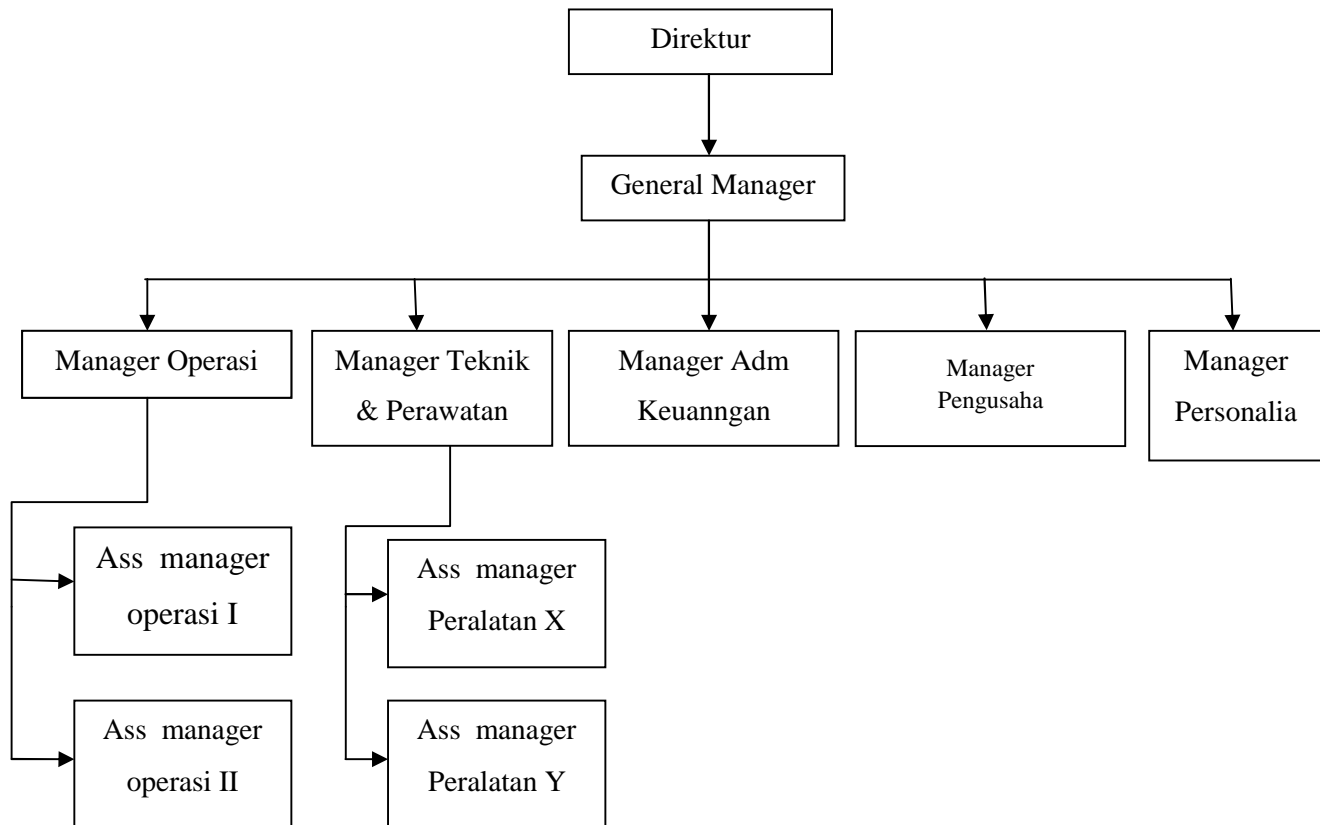 Direktur
General Manager
Manager Operasi
Manager Teknik
& Perawatan
Manager Adm
Keuanngan
Manager
Pengusaha
Manager
Personalia
Ass manager
operasi I
Ass manager
Peralatan X
Ass manager
operasi II
Ass manager
Peralatan Y